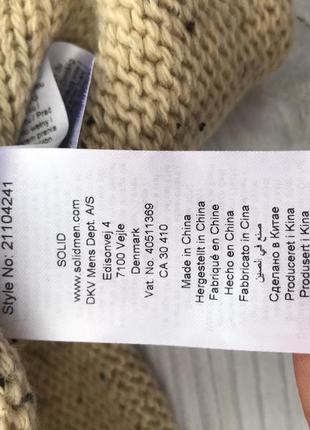 Style No: 21104241
SOLID
www.solidmen.com
DKV Mens Dept. A/S
Edisonvej 4
7100 Vejle
Denmark
Vat. No. 40511369
CA 30 410
Made in China
Hergestellt in China
Fabriqué en Chine
Hecho en China
Fabbricato in Cina
صنع في الصين
Сделано в Китае
Produceret i Kina
Produsert i Kina